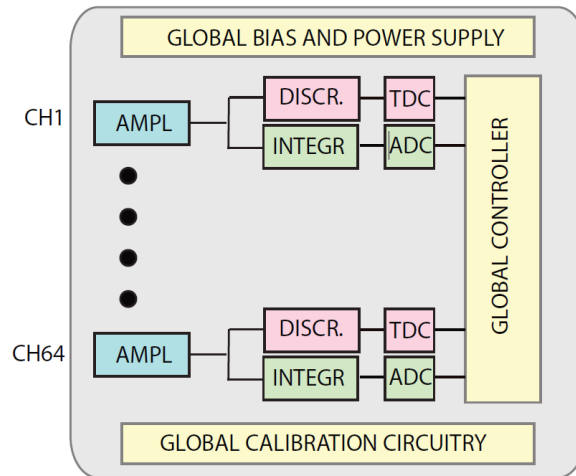 GLOBAL BIAS AND POWER SUPPLY
CH1
AMPL
DISCR.
TDC
INTEGR
ADC
GLOBAL CONTROLLER
CH64
AMPL
DISCR.
TDC
INTEGR
ADC
GLOBAL CALIBRATION CIRCUITRY